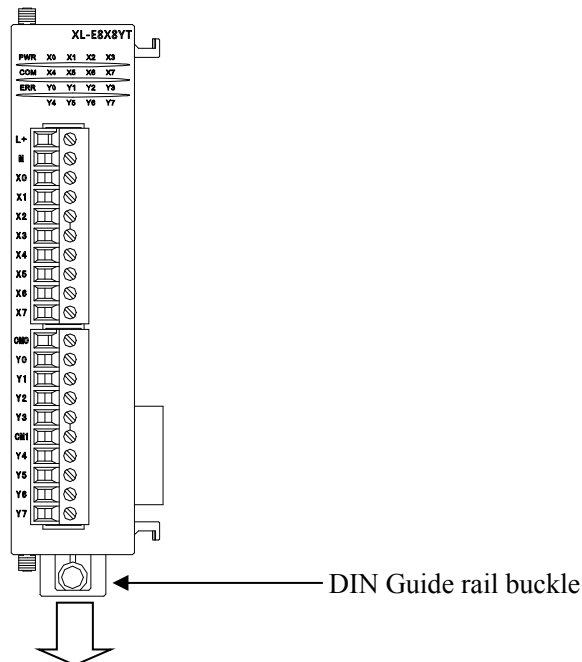 XL-E8X8YT
PWR X0 X1 X2 X3
COM X4 X5 X6 X7
ERR Y0 Y1 Y2 Y3
Y4 Y5 Y6 Y7
L+
M
X0
X1
X2
X3
X4
X5
X6
X7
CM0
Y0
Y1
Y2
Y3
CM1
Y4
Y5
Y6
Y7
DIN Guide rail buckle